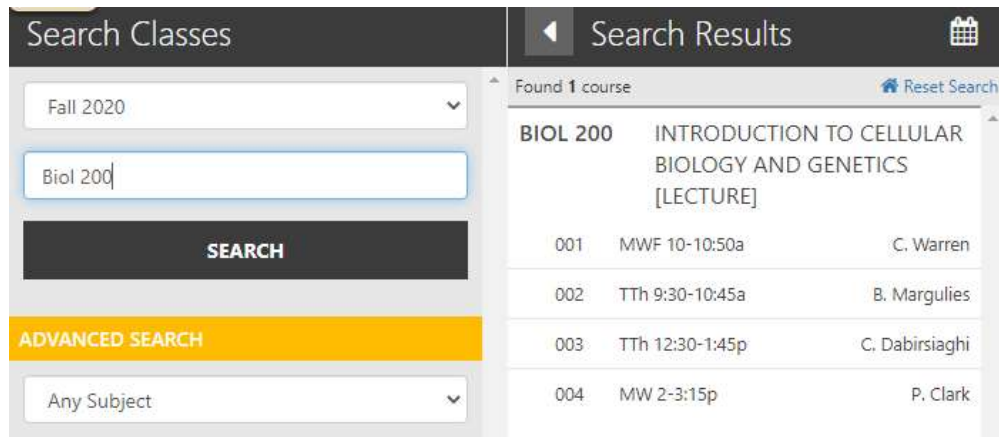 Search Classes
Fall 2020
Biol 200
SEARCH
ADVANCED SEARCH
Any Subject
Search Results
Found 1 course
Reset Search
BIOL 200 INTRODUCTION TO CELLULAR
BIOLOGY AND GENETICS
[LECTURE]
001 MWF 10-10:50a C. Warren
002 TTh 9:30-10:45a B. Margulies
003 TTh 12:30-1:45p C. Dabirsiaghi
004 MW 2-3:15p P. Clark